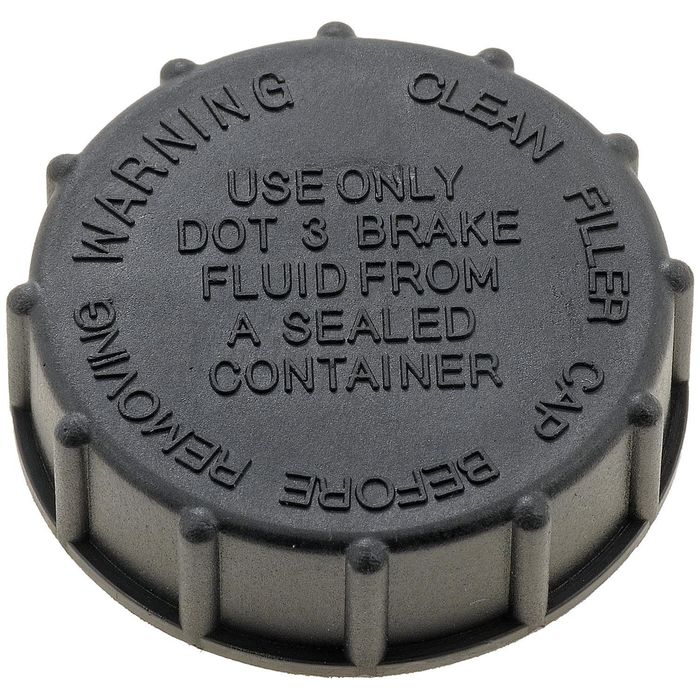 WARNING CLEAN FILLER CAP BEFORE REMOVING
USE ONLY
DOT 3 BRAKE
FLUID FROM
A SEALED
CONTAINER